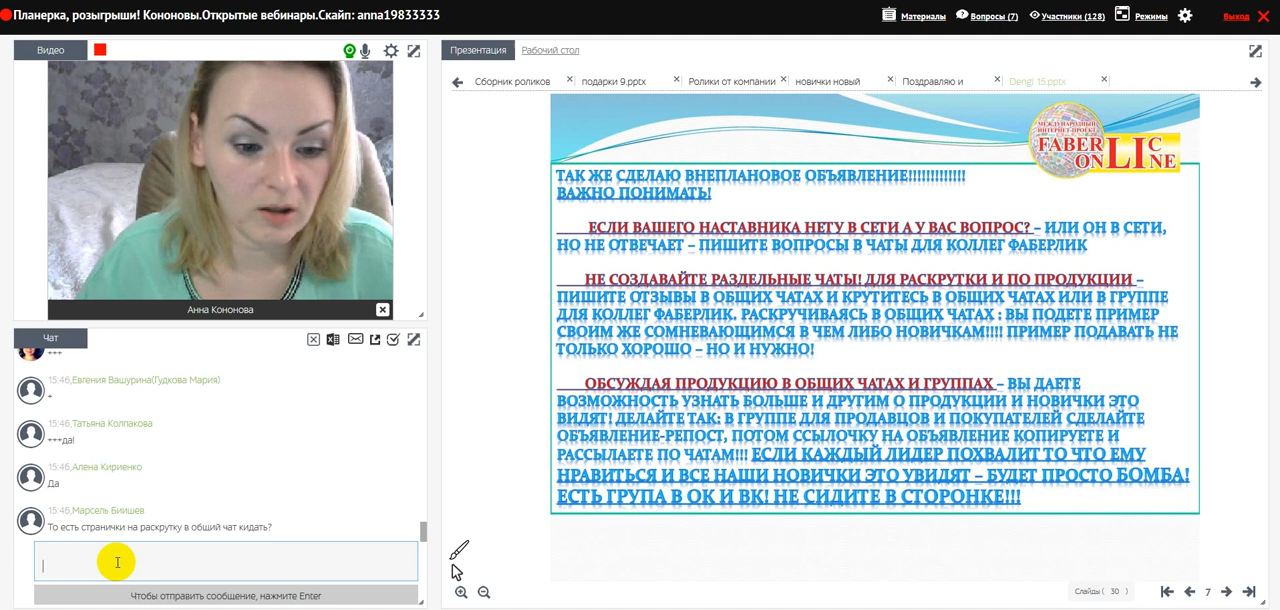 Планерка, розыгрыши! Кононовы.Открытые вебинары.Скайп: anna19833333
Материалы
Вопросы (7)
Участники (128)
Режимы
Выход
Видео
Анна Кононова
Чат
+++
15:46,Евгения Вашурина(Гудкова Мария)
+
15:46,Татьяна Колпакова
+++да!
15:46,Алена Кириенко
Да
15:46,Марсель Биишев
То есть странички на раскрутку в общий чат кидать?
Чтобы отправить сообщение, нажмите Enter
Презентация
Рабочий стол
Сборник роликов
подарки 9.pptx
Ролики от компании
новички новый
Поздравляю и
Dengi 15.pptx
МЕЖДУНАРОДНЫЙ
ИНТЕРНЕТ-ПРОЕКТ
FABERLIC
ONLINE
ТАК ЖЕ СДЕЛАЮ ВНЕПЛАНОВОЕ ОБЪЯВЛЕНИЕ!!!!!!!!!!!!!
ВАЖНО ПОНИМАТЬ!
ЕСЛИ ВАШЕГО НАСТАВНИКА НЕТУ В СЕТИ А У ВАС ВОПРОС? – ИЛИ ОН В СЕТИ,
НО НЕ ОТВЕЧАЕТ – ПИШИТЕ ВОПРОСЫ В ЧАТЫ ДЛЯ КОЛЛЕГ ФАБЕРЛИК
НЕ СОЗДАВАЙТЕ РАЗДЕЛЬНЫЕ ЧАТЫ! ДЛЯ РАСКРУТКИ И ПО ПРОДУКЦИИ –
ПИШИТЕ ОТЗЫВЫ В ОБЩИХ ЧАТАХ И КРУТИТЕСЬ В ОБЩИХ ЧАТАХ ИЛИ В ГРУППЕ
ДЛЯ КОЛЛЕГ ФАБЕРЛИК. РАСКРУЧИВАЯСЬ В ОБЩИХ ЧАТАХ : ВЫ ПОДЕТЕ ПРИМЕР
СВОИМ ЖЕ СОМНЕВАЮЩИМСЯ В ЧЕМ ЛИБО НОВИЧКАМ!!!! ПРИМЕР ПОДАВАТЬ НЕ
ТОЛЬКО ХОРОШО – НО И НУЖНО!
ОБСУЖДАЯ ПРОДУКЦИЮ В ОБЩИХ ЧАТАХ И ГРУППАХ – ВЫ ДАЕТЕ
ВОЗМОЖНОСТЬ УЗНАТЬ БОЛЬШЕ И ДРУГИМ О ПРОДУКЦИИ И НОВИЧКИ ЭТО
ВИДЯТ! ДЕЛАЙТЕ ТАК: В ГРУППЕ ДЛЯ ПРОДАВЦОВ И ПОКУПАТЕЛЕЙ СДЕЛАЙТЕ
ОБЪЯВЛЕНИЕ-РЕПОСТ, ПОТОМ ССЫЛОЧКУ НА ОБЪЯВЛЕНИЕ КОПИРУЕТЕ И
РАССЫЛАЕТЕ ПО ЧАТАМ!!! ЕСЛИ КАЖДЫЙ ЛИДЕР ПОХВАЛИТ ТО ЧТО ЕМУ
НРАВИТЬСЯ И ВСЕ НАШИ НОВИЧКИ ЭТО УВИДЯТ – БУДЕТ ПРОСТО БОМБА!
ЕСТЬ ГРУПА В ОК И ВК! НЕ СИДИТЕ В СТОРОНКЕ!!!
Слайды ( 30 )
7